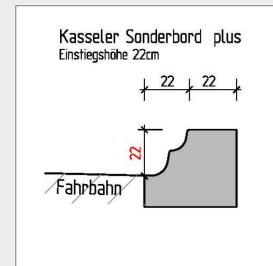 Kasseler Sonderbord plus
Einstiegshöhe 22cm
22 22
22
Fahrbahn